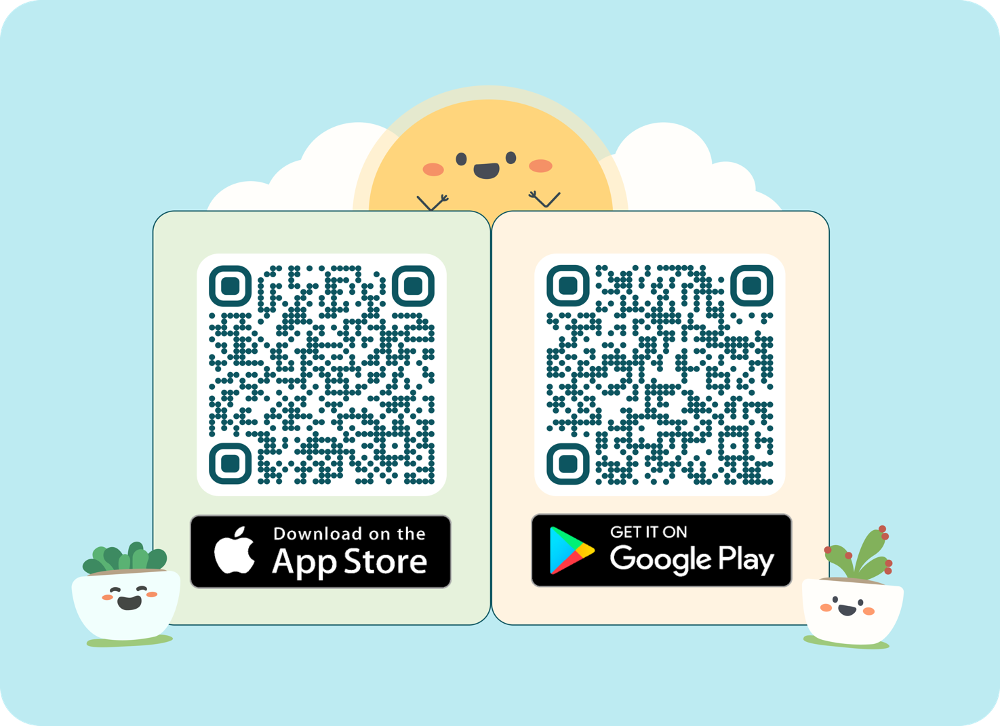 Download on the
App Store
GET IT ON
Google Play